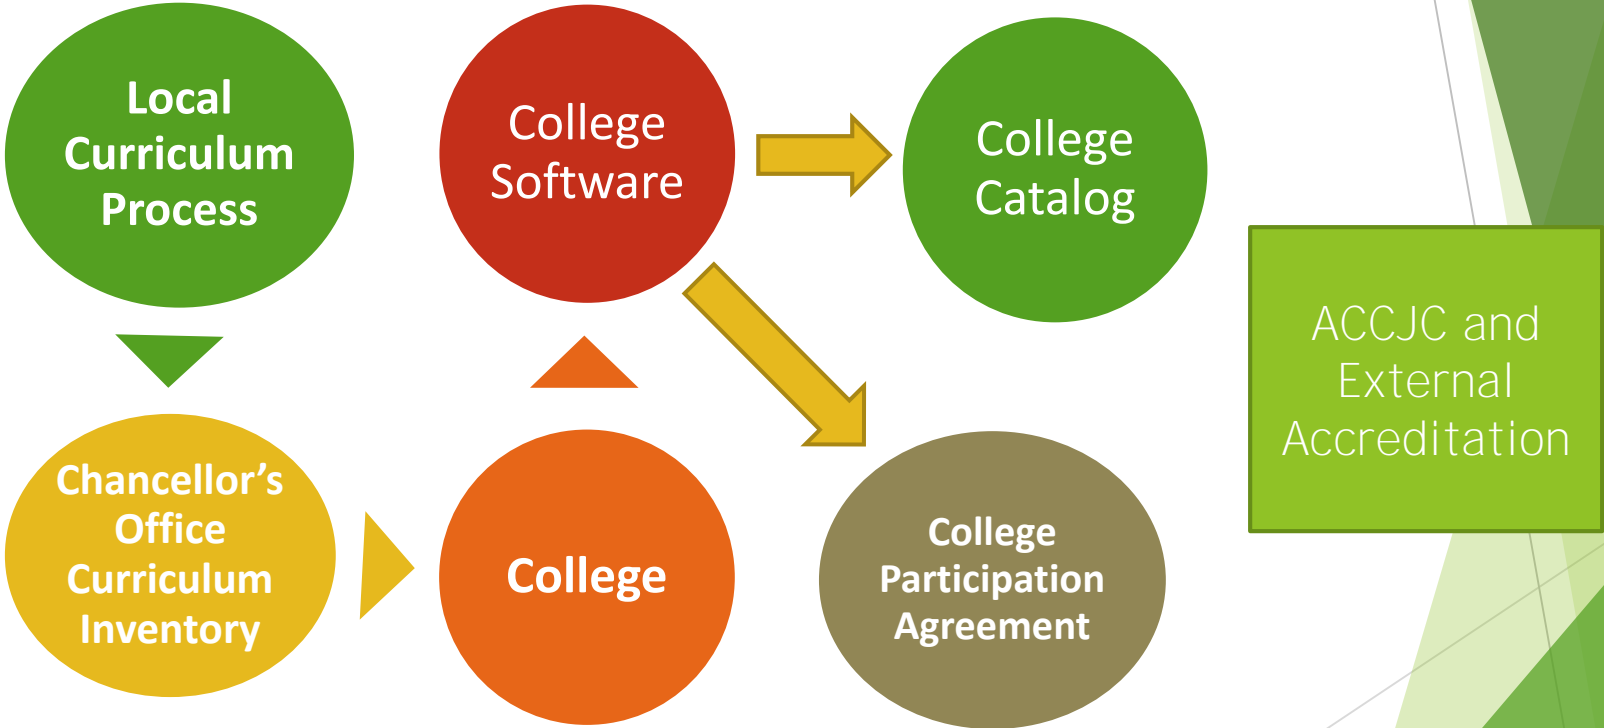 Local
Curriculum
Process
College
Software
College
Catalog
Chancellor’s
Office
Curriculum
Inventory
College
College
Participation
Agreement
ACCJC and
External
Accreditation